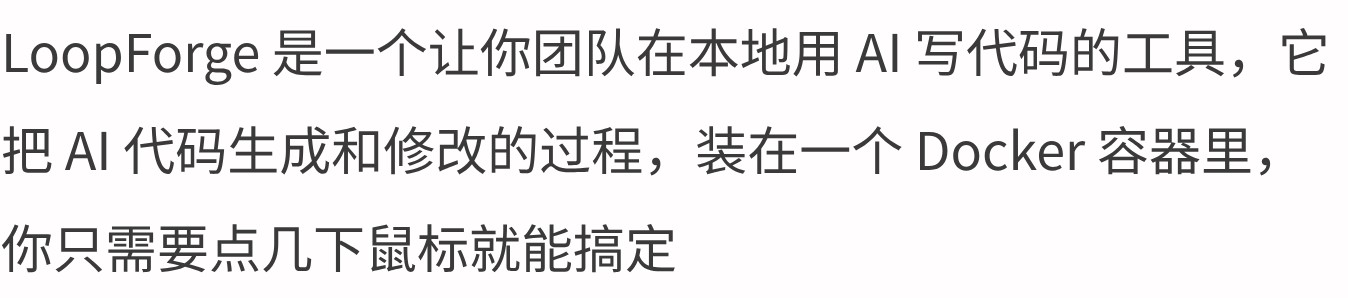 LoopForge 是一个让你团队在本地用 AI 写代码的工具，它
把 AI 代码生成和修改的过程，装在一个 Docker 容器里，
你只需要点几下鼠标就能搞定